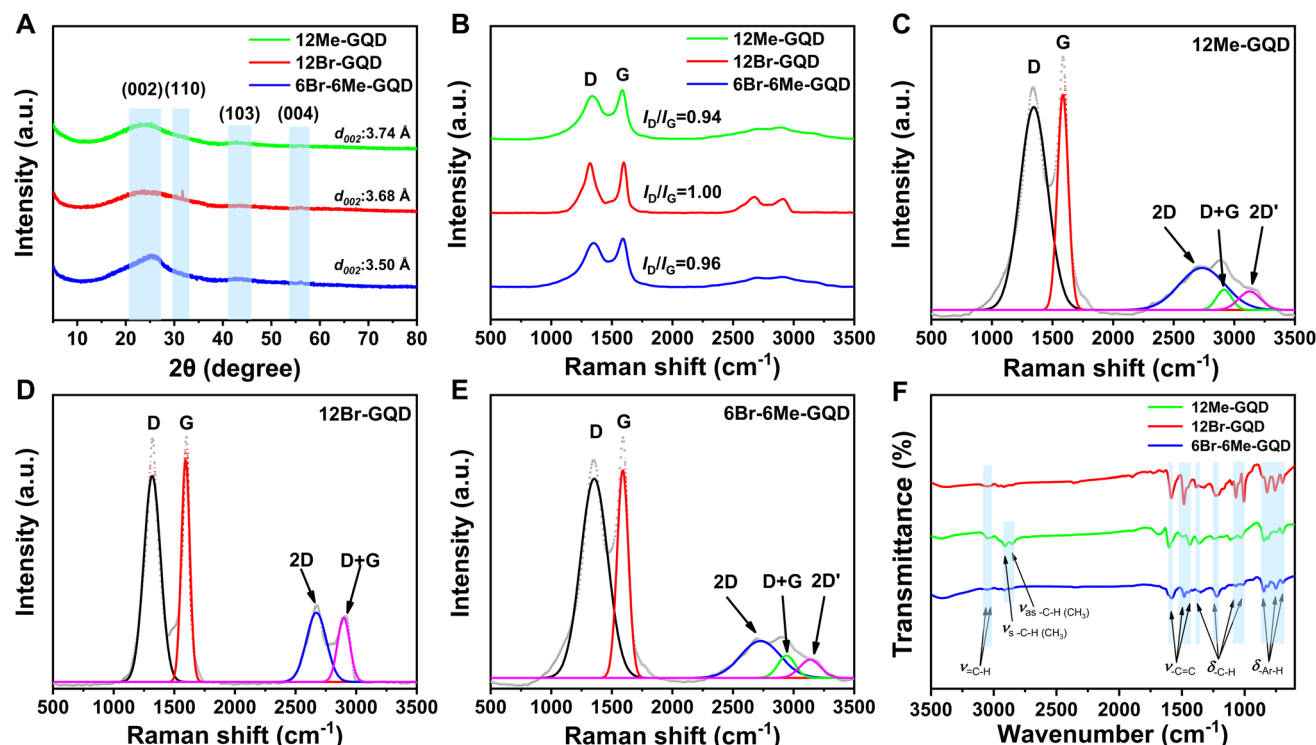 A
12Me-GQD
12Br-GQD
6Br-6Me-GQD
(002)
(110)
(103)
(004)
d002:3.74 Å
d002:3.68 Å
d002:3.50 Å
Intensity (a.u.)
0 20 30 40 50 60 70 80
10
2θ (degree)
B
12Me-GQD
12Br-GQD
6Br-6Me-GQD
D
G
ID/IG=0.94
ID/IG=1.00
ID/IG=0.96
Intensity (a.u.)
500 1000 1500 2000 2500 3000 3500
Raman shift (cm-1)
C
12Me-GQD
D
G
2D
D+G
2D'
Intensity (a.u.)
500 1000 1500 2000 2500 3000 3500
Raman shift (cm-1)
D
12Br-GQD
D
G
2D
D+G
Intensity (a.u.)
500 1000 1500 2000 2500 3000 3500
Raman shift (cm-1)
E
6Br-6Me-GQD
D
G
2D
D+G
2D'
Intensity (a.u.)
500 1000 1500 2000 2500 3000 3500
Raman shift (cm-1)
F
12Me-GQD
12Br-GQD
6Br-6Me-GQD
νas -C-H (CH3)
νs -C-H (CH3)
ν=C-H
ν-C=C
δ-C-H
δ-Ar-H
Transmittance (%)
3500 3000 2500 2000 1500 1000
Wavenumber (cm-1)